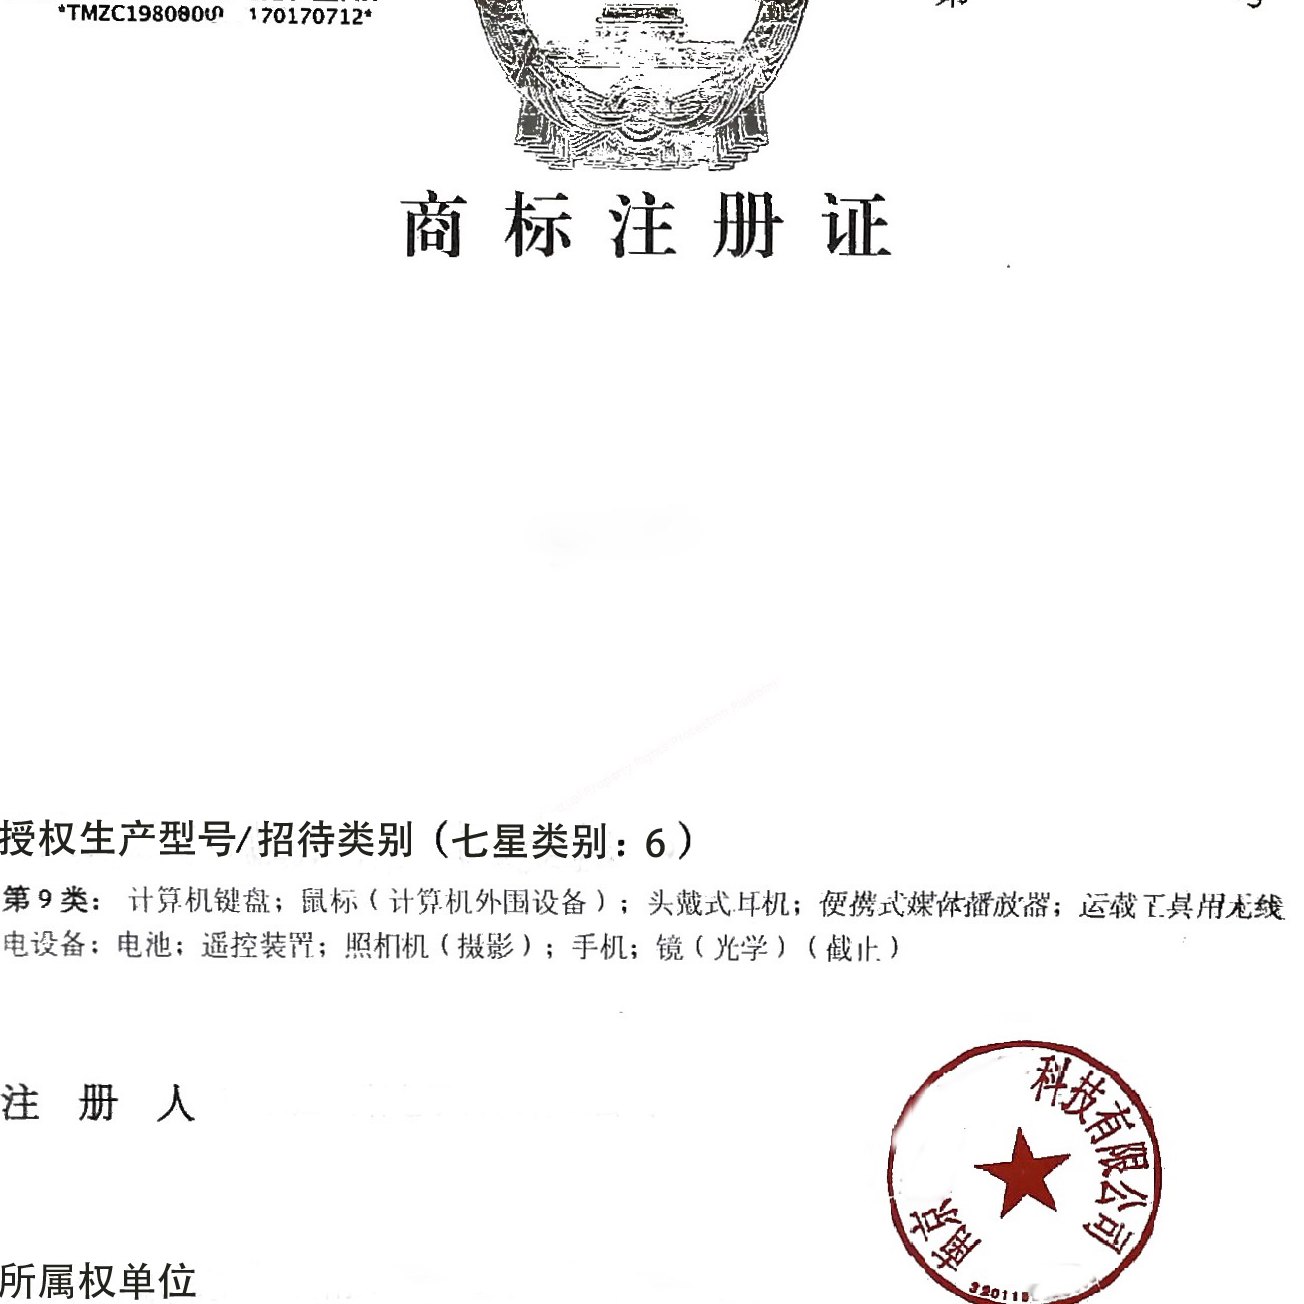 170170712*
商标注册证
授权生产型号/招待类别（七星类别：6）
第9类： 计算机键盘；鼠标（计算机外围设备）；头戴式耳机；便携式媒体播放器；运载工具用无线
电设备；电池；遥控装置；照相机（摄影）；手机；镜（光学）（截止）
注 册 人
南京
科技有限公司
所属权单位